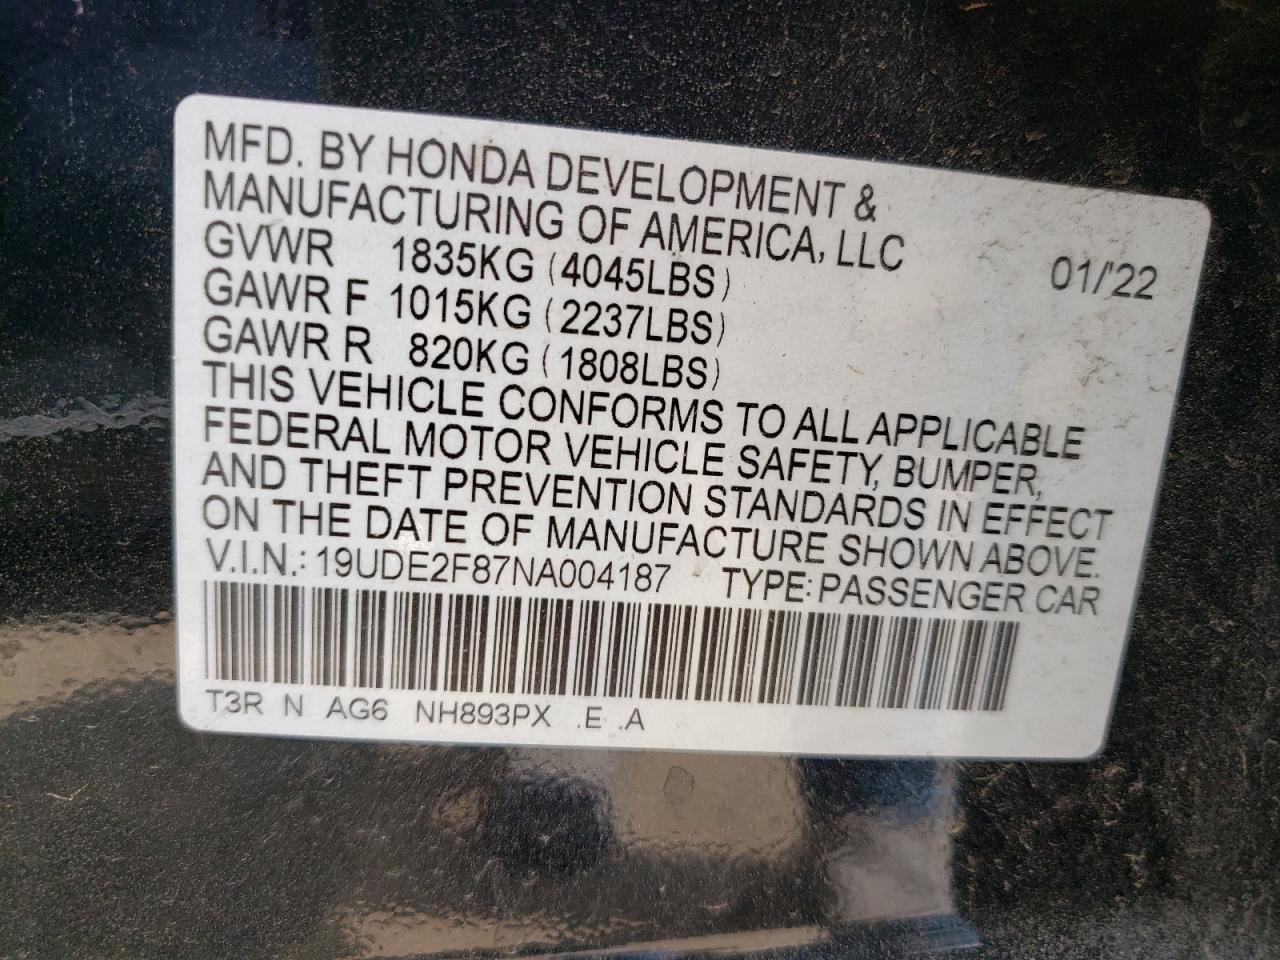 MFD. BY HONDA DEVELOPMENT &
MANUFACTURING OF AMERICA, LLC
GVWR 1835KG (4045LBS) 01/'22
GAWR F 1015KG (2237LBS)
GAWR R 820KG (1808LBS)
THIS VEHICLE CONFORMS TO ALL APPLICABLE
FEDERAL MOTOR VEHICLE SAFETY, BUMPER,
AND THEFT PREVENTION STANDARDS IN EFFECT
ON THE DATE OF MANUFACTURE SHOWN ABOVE.
V.I.N.: 19UDE2F87NA004187 TYPE: PASSENGER CAR
T3R N AG6 NH893PX .E .A